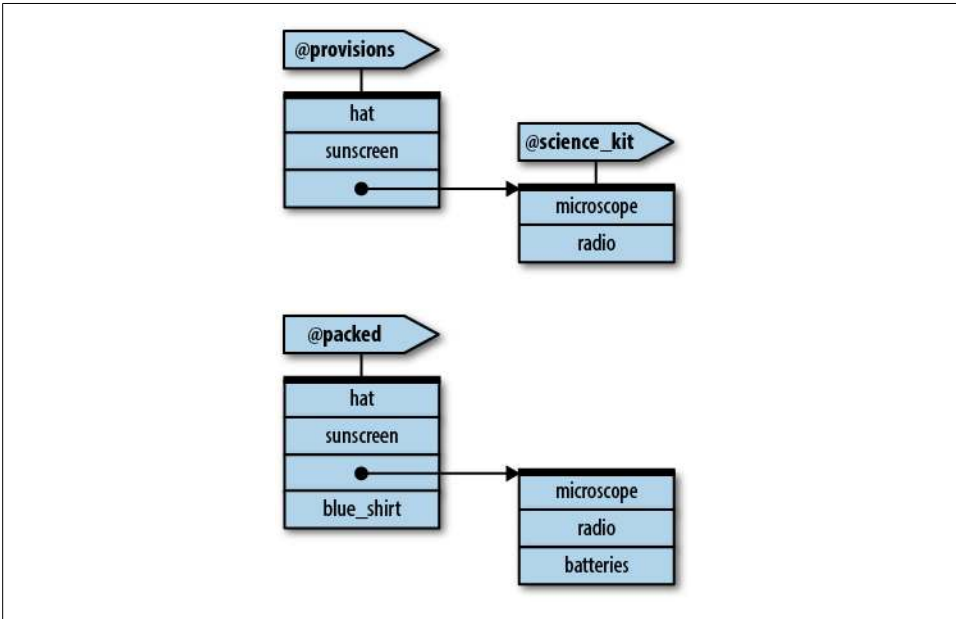 @provisions
hat
sunscreen
@science_kit
microscope
radio
@packed
hat
sunscreen
blue_shirt
microscope
radio
batteries